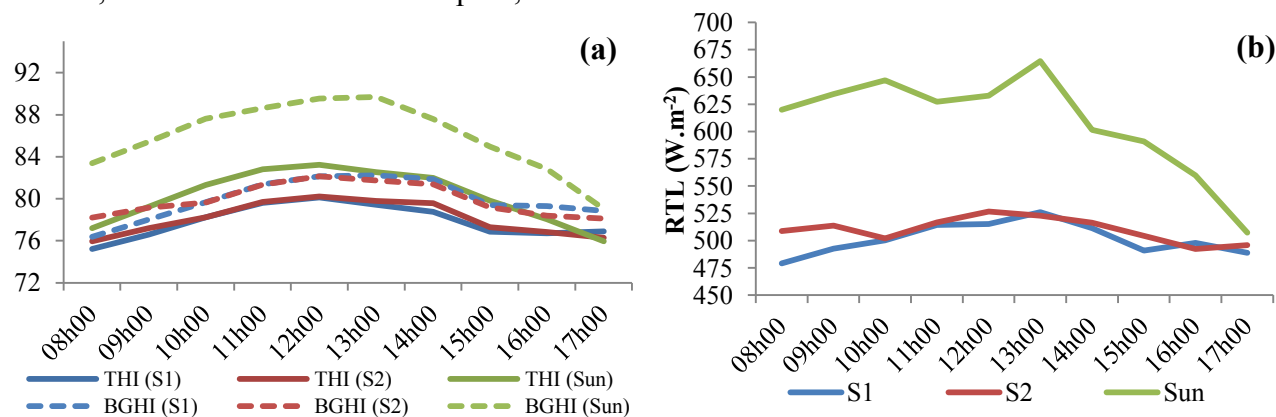 (a)
92
88
84
80
76
72
08h00 09h00 10h00 11h00 12h00 13h00 14h00 15h00 16h00 17h00
THI (S1) THI (S2) THI (Sun)
BGHI (S1) BGHI (S2) BGHI (Sun)
(b)
RTL (W.m-2)
700
675
650
625
600
575
550
525
500
475
450
08h00 09h00 10h00 11h00 12h00 13h00 14h00 15h00 16h00 17h00
S1 S2 Sun